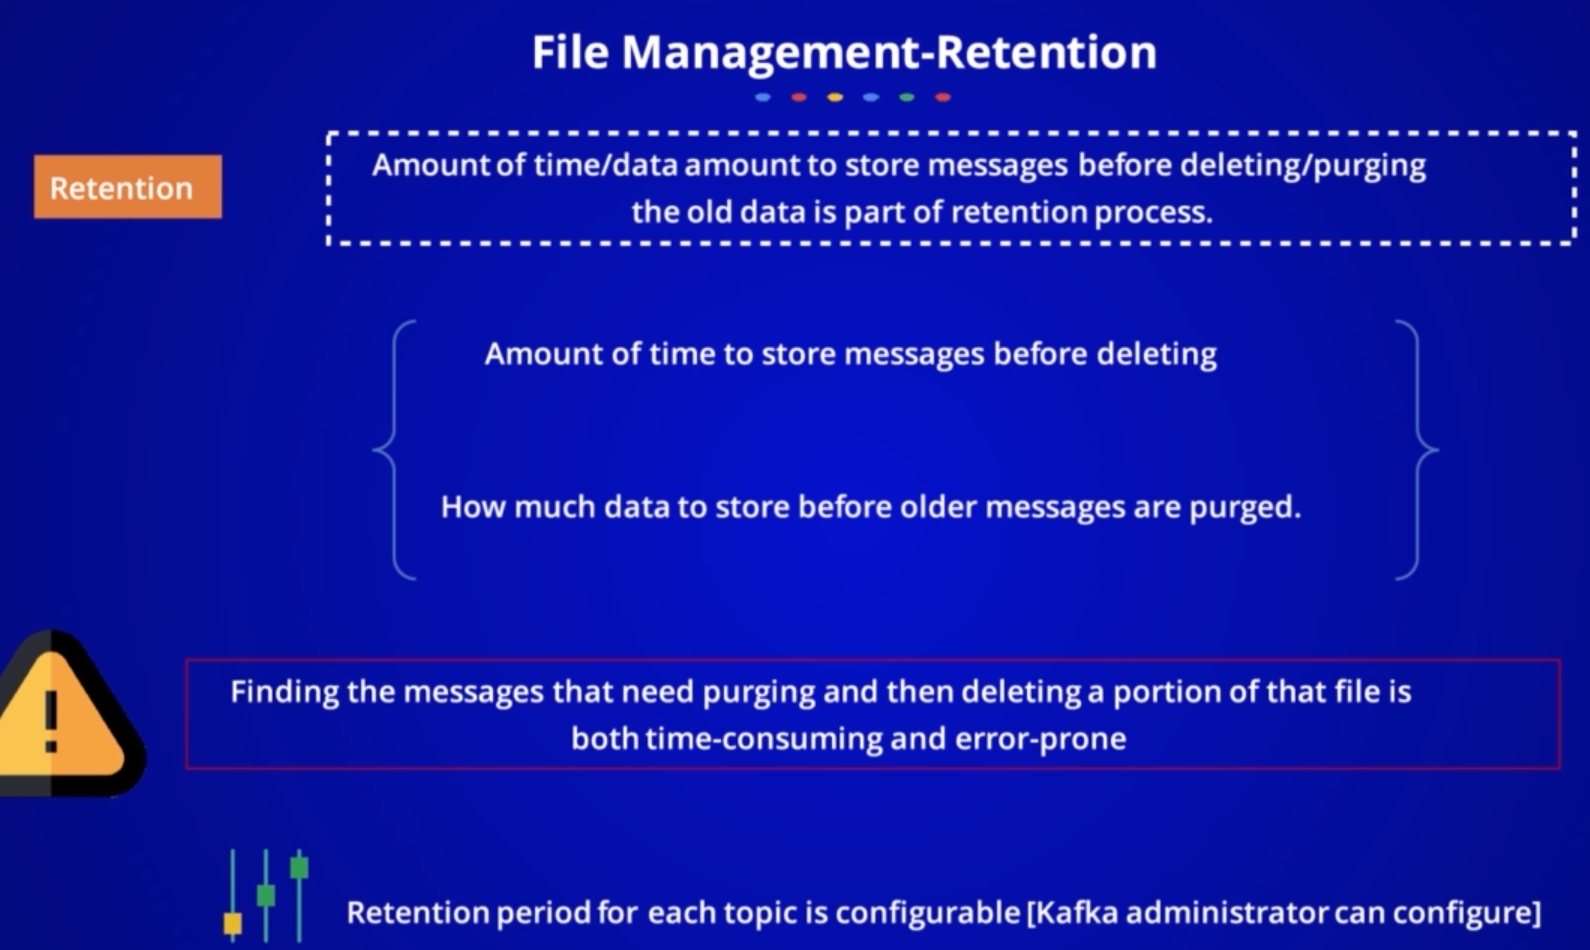 File Management-Retention
Retention
Amount of time/data amount to store messages before deleting/purging
the old data is part of retention process.
Amount of time to store messages before deleting
How much data to store before older messages are purged.
Finding the messages that need purging and then deleting a portion of that file is
both time-consuming and error-prone
Retention period for each topic is configurable [Kafka administrator can configure]